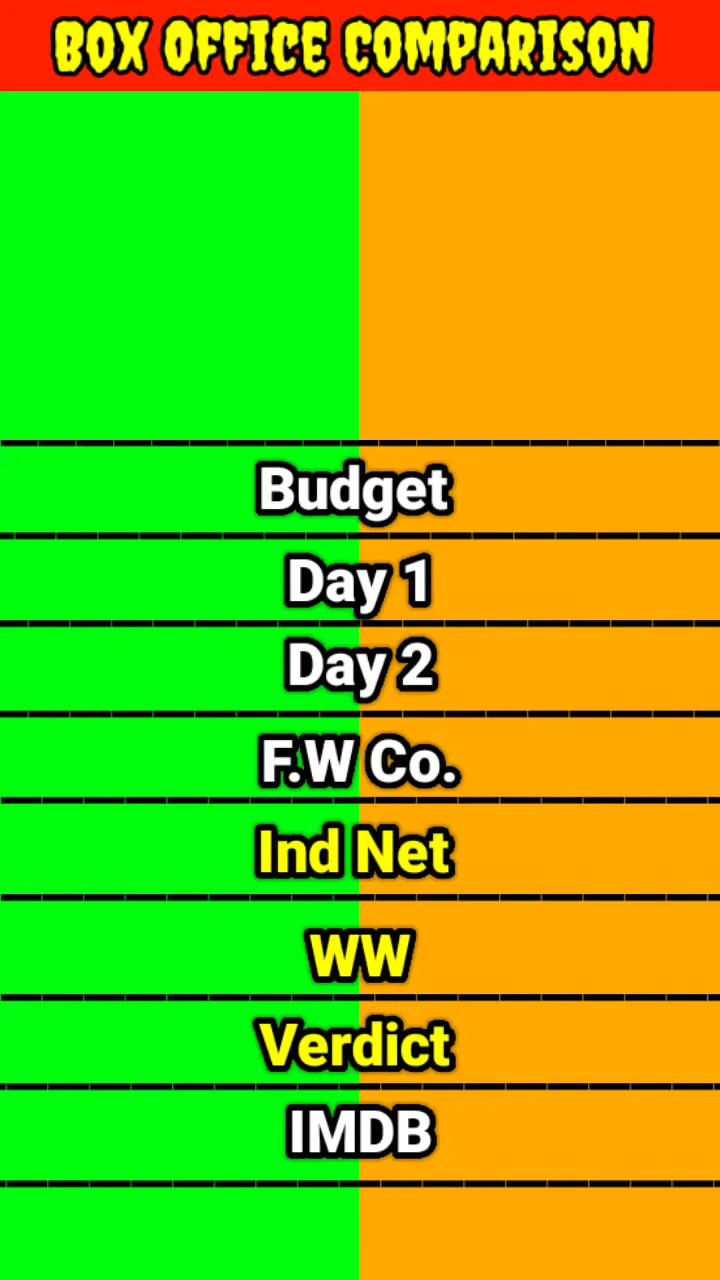 BOX OFFICE COMPARISON
Budget
Day 1
Day 2
F.W Co.
Ind Net
WW
Verdict
IMDB